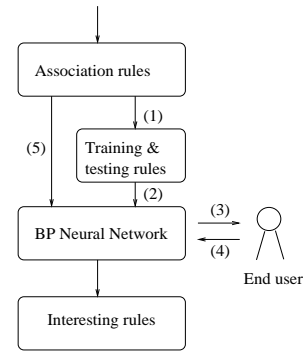 Association rules
(1)
(5)
Training &
testing rules
(2)
(3)
BP Neural Network
(4)
End user
Interesting rules